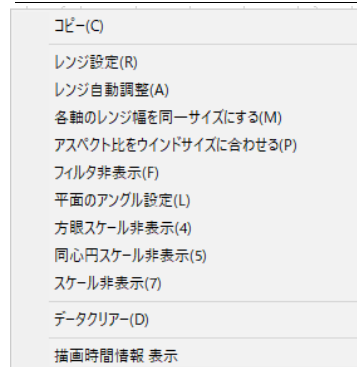 コピー(C)
レンジ設定(R)
レンジ自動調整(A)
各軸のレンジ幅を同一サイズにする(M)
アスペクト比をウインドサイズに合わせる(P)
フィルタ非表示(F)
平面のアングル設定(L)
方眼スケール非表示(4)
同心円スケール非表示(5)
スケール非表示(7)
データクリアー(D)
描画時間情報 表示